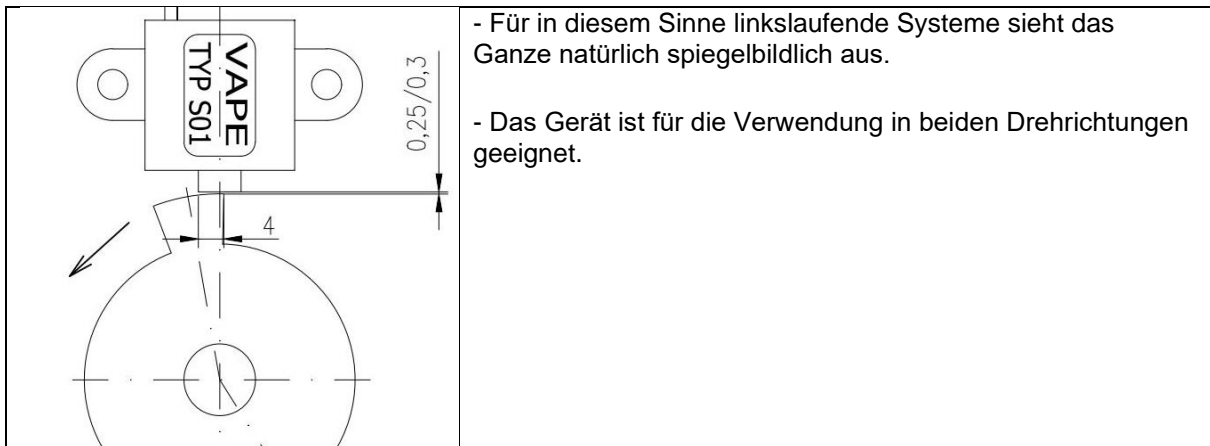 VAPE
TYP S01
0,25/0,3
4
- Für in diesem Sinne linkslaufende Systeme sieht das
Ganze natürlich spiegelbildlich aus.
- Das Gerät ist für die Verwendung in beiden Drehrichtungen
geeignet.